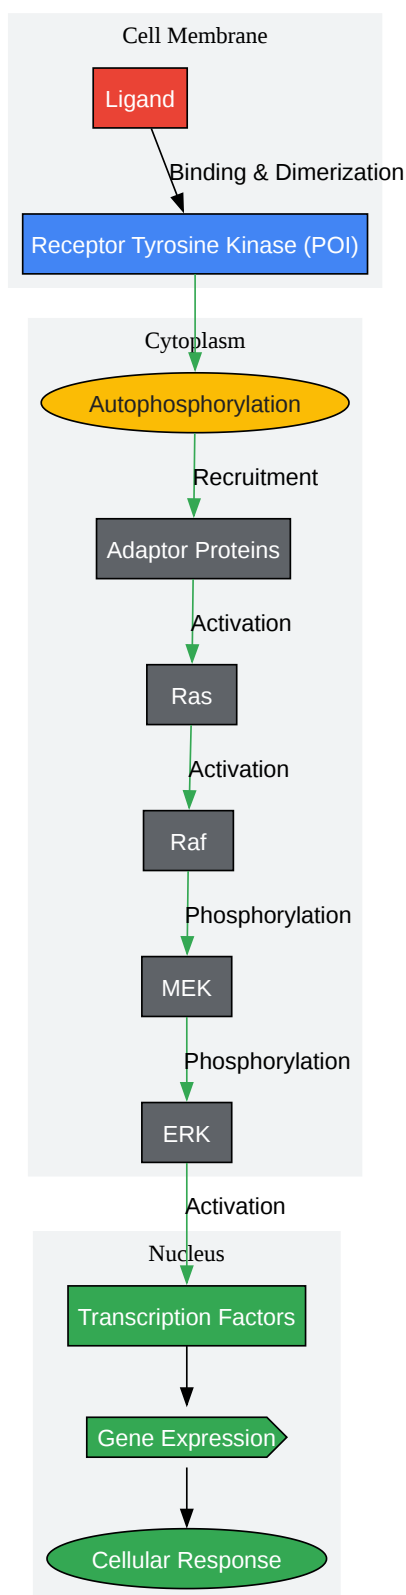 Cell Membrane
Ligand
Binding & Dimerization
Receptor Tyrosine Kinase (POI)
Cytoplasm
Autophosphorylation
Recruitment
Adaptor Proteins
Activation
Ras
Activation
Raf
Phosphorylation
MEK
Phosphorylation
ERK
Activation
Nucleus
Transcription Factors
Gene Expression
Cellular Response